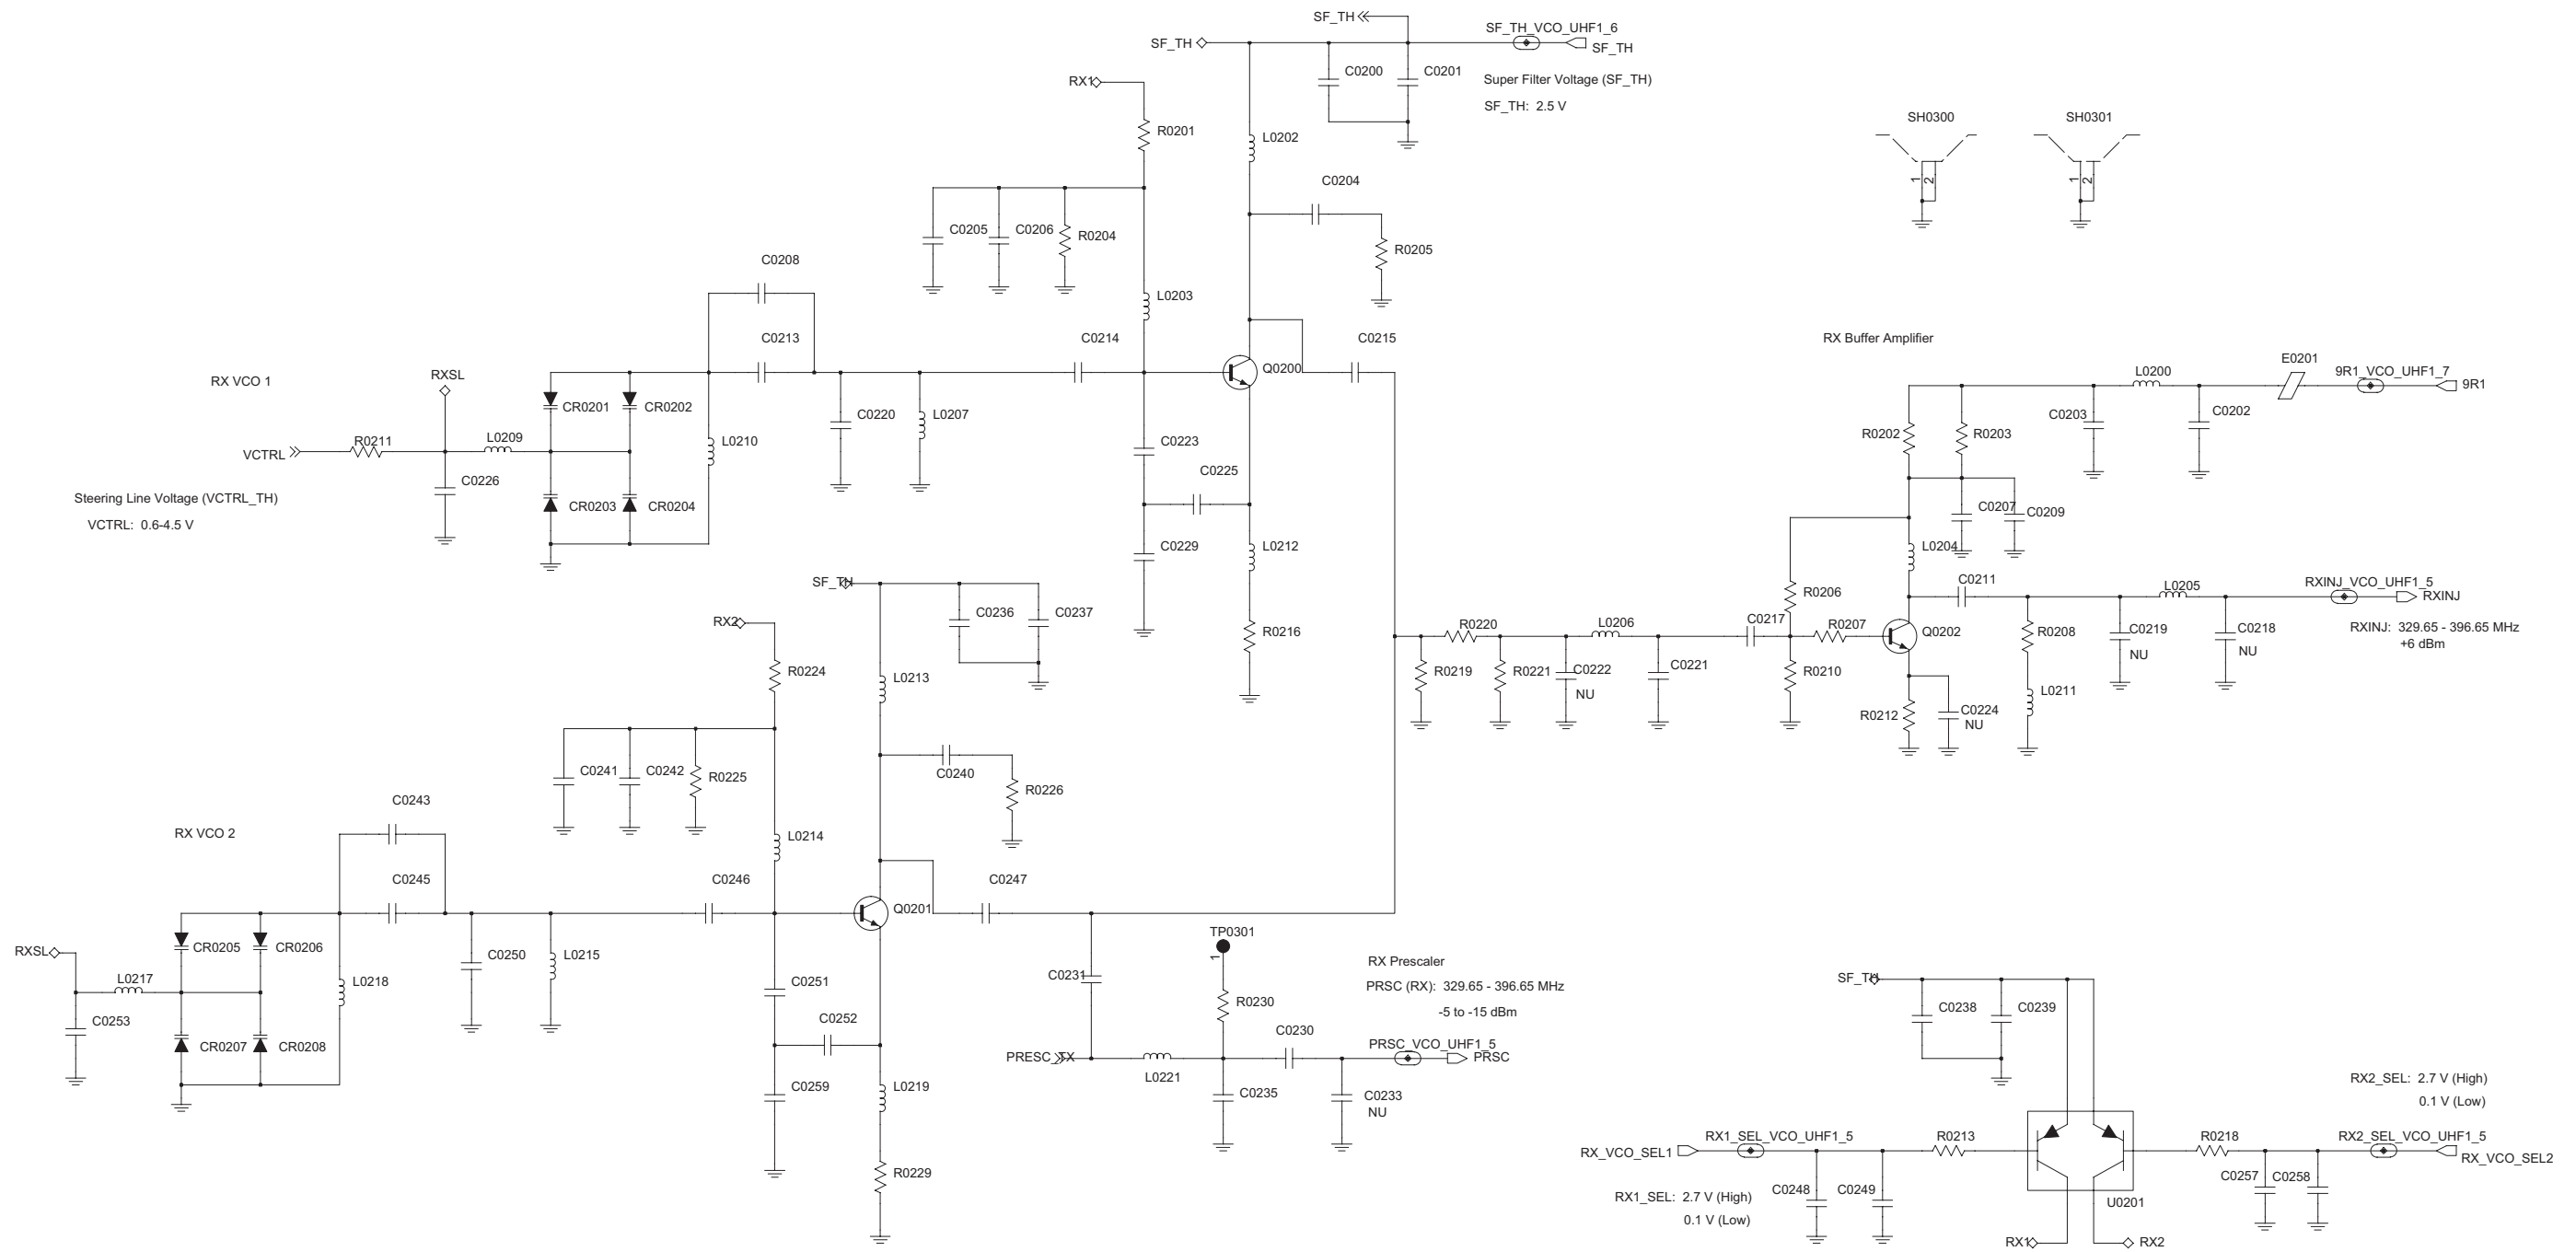 SF_TH
SF_TH
SF_TH_VCO_UHF1_6
SF_TH
C0200
C0201
Super Filter Voltage (SF_TH)
SF_TH: 2.5 V
RX1
R0201
L0202
SH0300
SH0301
1
2
1
2
C0204
C0205
C0206
R0204
R0205
C0208
L0203
C0213
C0214
C0215
Q0200
RX Buffer Amplifier
E0201
L0200
9R1_VCO_UHF1_7
9R1
RX VCO 1
RXSL
CR0201
CR0202
C0220
L0207
C0203
C0202
R0202
R0203
VCTRL
R0211
L0209
L0210
C0223
C0225
C0226
Steering Line Voltage (VCTRL_TH)
VCTRL: 0.6-4.5 V
CR0203
CR0204
C0207
C0209
C0229
L0212
L0204
SF_TH
C0236
C0237
R0206
C0211
L0205
RXINJ_VCO_UHF1_5
RXINJ
RX2
R0216
R0220
L0206
C0217
R0207
Q0202
R0208
C0219
NU
C0218
NU
RXINJ: 329.65 - 396.65 MHz
+6 dBm
R0224
L0213
R0219
R0221
C0222
NU
C0221
R0210
L0211
R0212
C0224
NU
C0241
C0242
R0225
C0240
R0226
C0243
RX VCO 2
L0214
C0245
C0246
C0247
Q0201
TP0301
1
RXSL
CR0205
CR0206
C0250
L0215
L0217
L0218
C0251
C0231
RX Prescaler
PRSC (RX): 329.65 - 396.65 MHz
-5 to -15 dBm
R0230
SF_TH
C0253
C0252
C0230
C0238
C0239
CR0207
CR0208
PRESC_TX
L0221
PRSC_VCO_UHF1_5
PRSC
C0259
L0219
C0235
C0233
NU
RX2_SEL: 2.7 V (High)
0.1 V (Low)
RX_VCO_SEL1
RX1_SEL_VCO_UHF1_5
R0213
R0218
RX2_SEL_VCO_UHF1_5
RX_VCO_SEL2
R0229
RX1_SEL: 2.7 V (High)
0.1 V (Low)
C0248
C0249
U0201
C0257
C0258
RX1
RX2